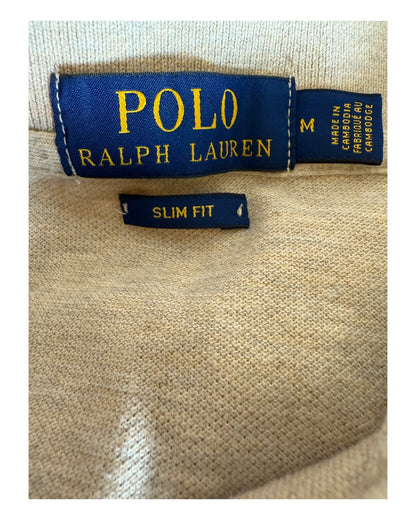 POLO
RALPH LAUREN
M
MADE IN
CAMBODIA
FABRIQUÉ AU
CAMBODGE
SLIM FIT